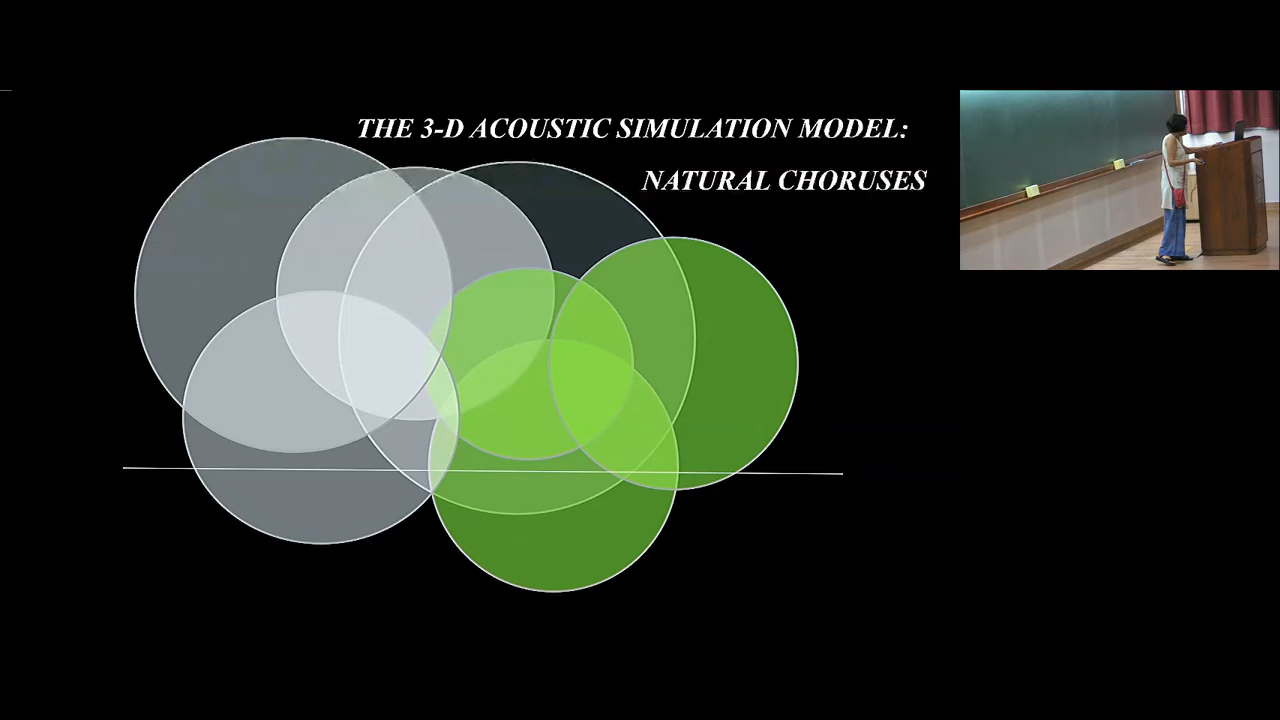 THE 3-D ACOUSTIC SIMULATION MODEL:
NATURAL CHORUSES